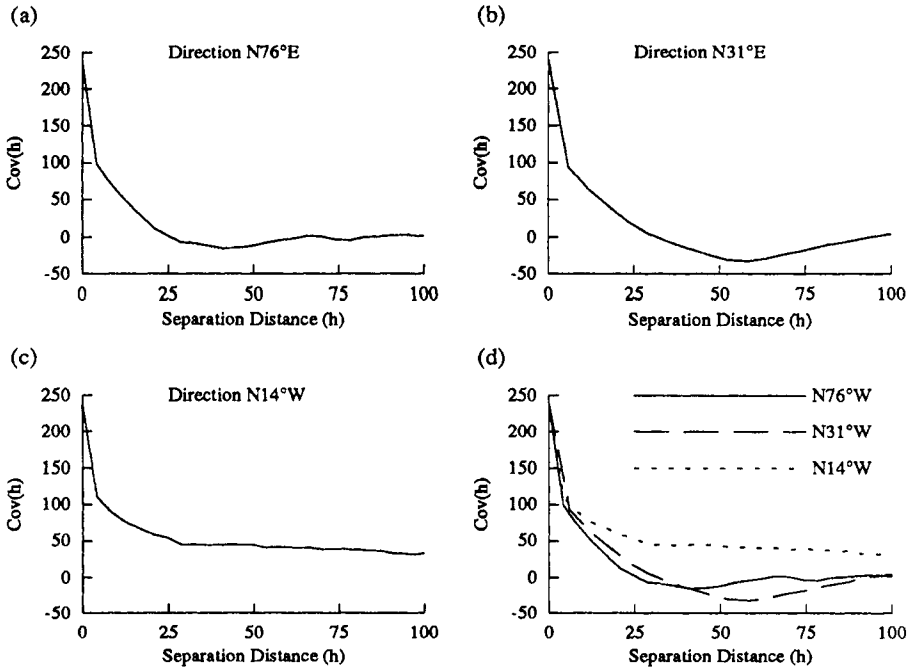 (a)
Direction N76°E
250
200
150
100
50
0
-50
Cov(h)
0 25 50 75 100
Separation Distance (h)
(b)
Direction N31°E
250
200
150
100
50
0
-50
Cov(h)
0 25 50 75 100
Separation Distance (h)
(c)
Direction N14°W
250
200
150
100
50
0
-50
Cov(h)
0 25 50 75 100
Separation Distance (h)
(d)
N76°W
N31°W
N14°W
250
200
150
100
50
0
-50
Cov(h)
0 25 50 75 100
Separation Distance (h)